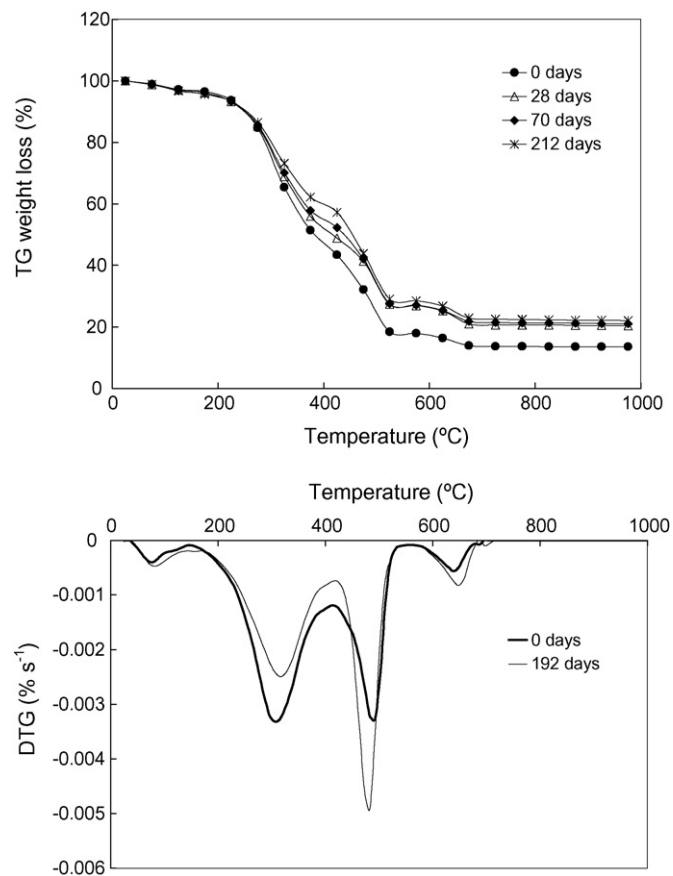 120
100
80
60
40
20
0
TG weight loss (%)
0 days
28 days
70 days
212 days
0 200 400 600 800 1000
Temperature (ºC)
Temperature (ºC)
0 200 400 600 800 1000
0
-0.001
-0.002
-0.003
-0.004
-0.005
-0.006
DTG (% s-1)
0 days
192 days